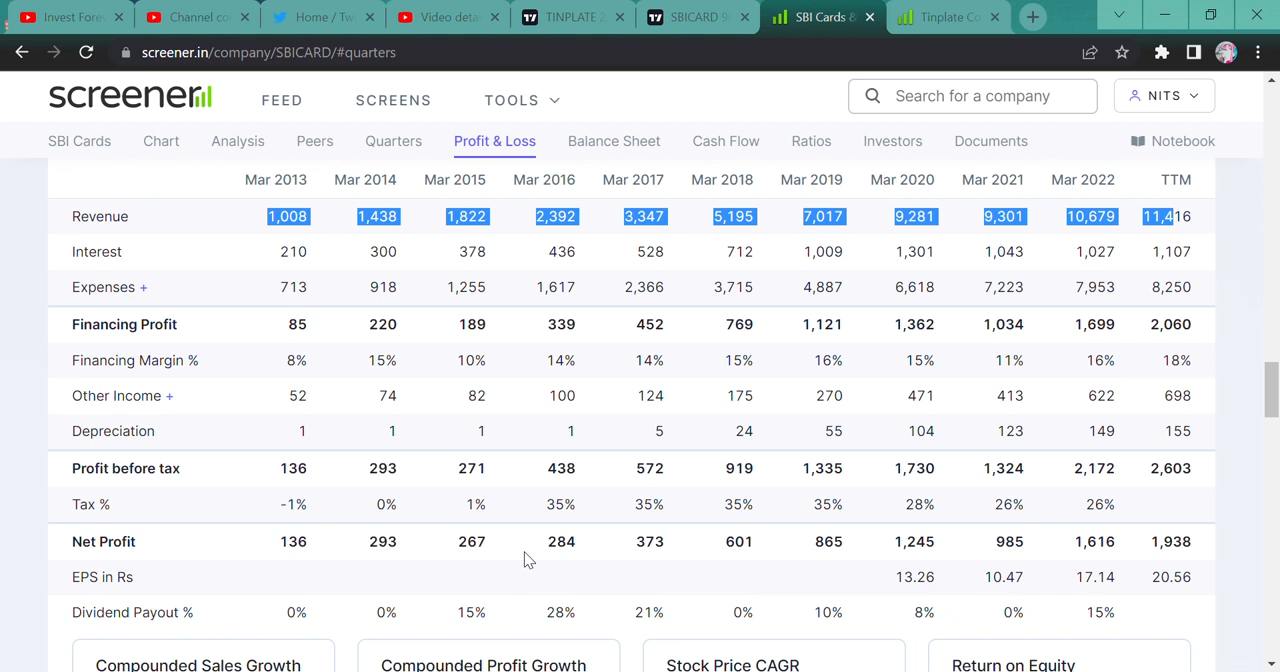 Invest Fore
Channel co
Home / Tw
Video deta
TINPLATE 2
SBICARD 9
SBI Cards &
Tinplate Co
screener.in/company/SBICARD/#quarters
screener
FEED
SCREENS
TOOLS
Search for a company
NITS
SBI Cards
Chart
Analysis
Peers
Quarters
Profit & Loss
Balance Sheet
Cash Flow
Ratios
Investors
Documents
Notebook
Mar 2013 Mar 2014 Mar 2015 Mar 2016 Mar 2017 Mar 2018 Mar 2019 Mar 2020 Mar 2021 Mar 2022 TTM
Revenue 1,008 1,438 1,822 2,392 3,347 5,195 7,017 9,281 9,301 10,679 11,416
Interest 210 300 378 436 528 712 1,009 1,301 1,043 1,027 1,107
Expenses + 713 918 1,255 1,617 2,366 3,715 4,887 6,618 7,223 7,953 8,250
Financing Profit 85 220 189 339 452 769 1,121 1,362 1,034 1,699 2,060
Financing Margin % 8% 15% 10% 14% 14% 15% 16% 15% 11% 16% 18%
Other Income + 52 74 82 100 124 175 270 471 413 622 698
Depreciation 1 1 1 1 5 24 55 104 123 149 155
Profit before tax 136 293 271 438 572 919 1,335 1,730 1,324 2,172 2,603
Tax % -1% 0% 1% 35% 35% 35% 35% 28% 26% 26%
Net Profit 136 293 267 284 373 601 865 1,245 985 1,616 1,938
EPS in Rs 13.26 10.47 17.14 20.56
Dividend Payout % 0% 0% 15% 28% 21% 0% 10% 8% 0% 15%
Compounded Sales Growth
Compounded Profit Growth
Stock Price CAGR
Return on Equity